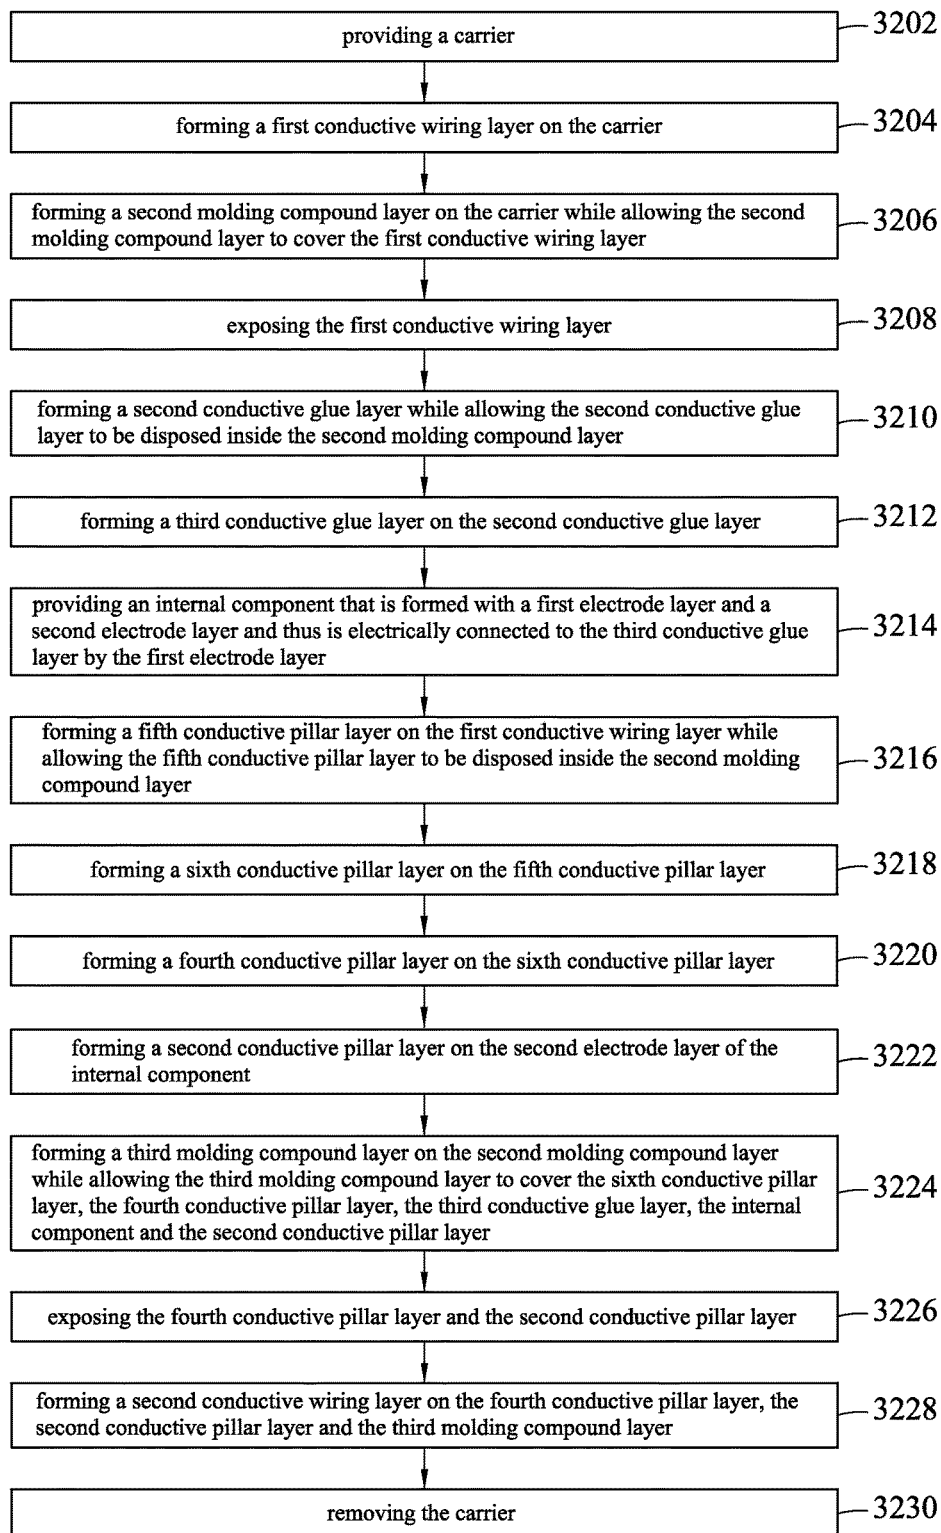 providing a carrier
3202
forming a first conductive wiring layer on the carrier
3204
forming a second molding compound layer on the carrier while allowing the second
molding compound layer to cover the first conductive wiring layer
3206
exposing the first conductive wiring layer
3208
forming a second conductive glue layer while allowing the second conductive glue
layer to be disposed inside the second molding compound layer
3210
forming a third conductive glue layer on the second conductive glue layer
3212
providing an internal component that is formed with a first electrode layer and a
second electrode layer and thus is electrically connected to the third conductive glue
layer by the first electrode layer
3214
forming a fifth conductive pillar layer on the first conductive wiring layer while
allowing the fifth conductive pillar layer to be disposed inside the second molding
compound layer
3216
forming a sixth conductive pillar layer on the fifth conductive pillar layer
3218
forming a fourth conductive pillar layer on the sixth conductive pillar layer
3220
forming a second conductive pillar layer on the second electrode layer of the
internal component
3222
forming a third molding compound layer on the second molding compound layer
while allowing the third molding compound layer to cover the sixth conductive pillar
layer, the fourth conductive pillar layer, the third conductive glue layer, the internal
component and the second conductive pillar layer
3224
exposing the fourth conductive pillar layer and the second conductive pillar layer
3226
forming a second conductive wiring layer on the fourth conductive pillar layer, the
second conductive pillar layer and the third molding compound layer
3228
removing the carrier
3230